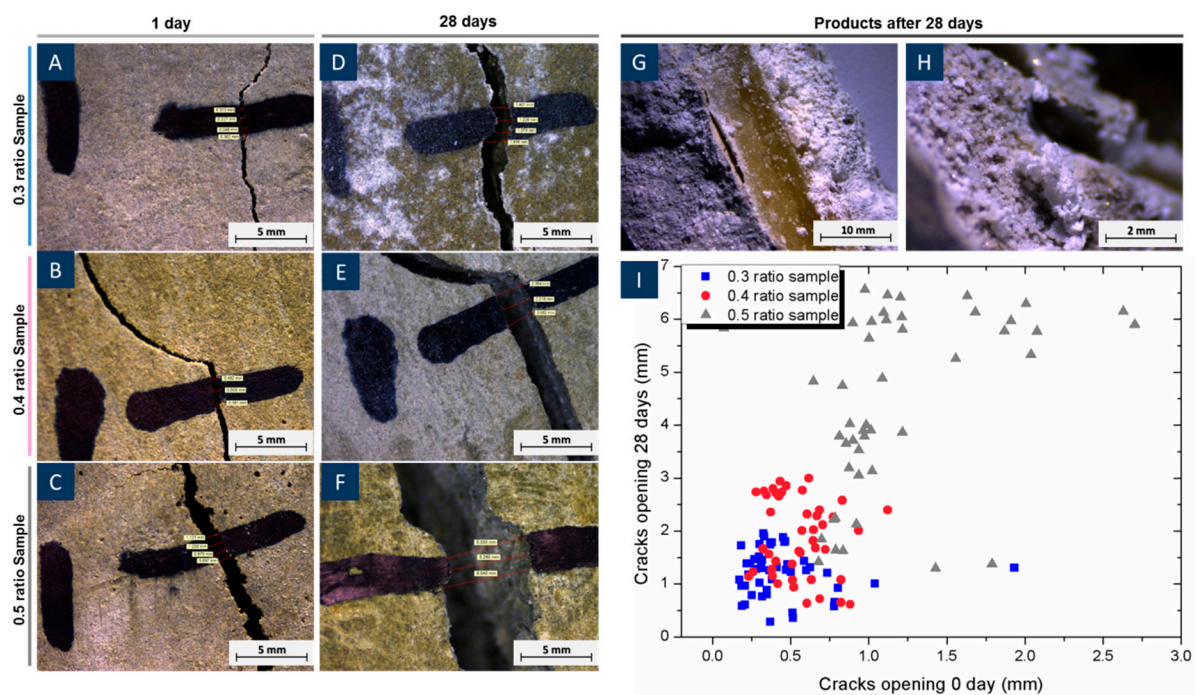 1 day
28 days
Products after 28 days
0.3 ratio Sample
0.4 ratio Sample
0.5 ratio Sample
A
5 mm
B
5 mm
C
5 mm
D
5 mm
E
5 mm
F
5 mm
G
10 mm
H
2 mm
I
0.3 ratio sample
0.4 ratio sample
0.5 ratio sample
Cracks opening 28 days (mm)
7
6
5
4
3
2
1
0
0.0 0.5 1.0 1.5 2.0 2.5 3.0
Cracks opening 0 day (mm)